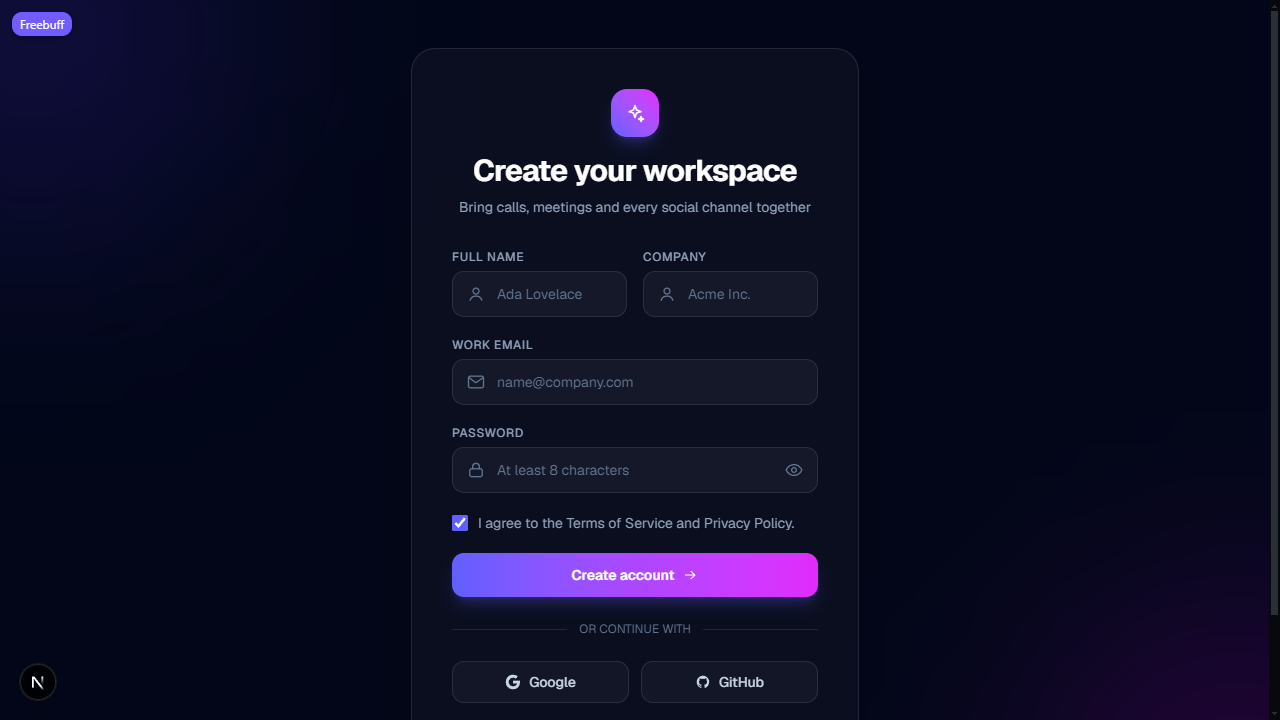 Freebuff
Create your workspace
Bring calls, meetings and every social channel together
FULL NAME
COMPANY
Ada Lovelace
Acme Inc.
WORK EMAIL
name@company.com
PASSWORD
At least 8 characters
I agree to the Terms of Service and Privacy Policy.
Create account →
OR CONTINUE WITH
Google
GitHub
N